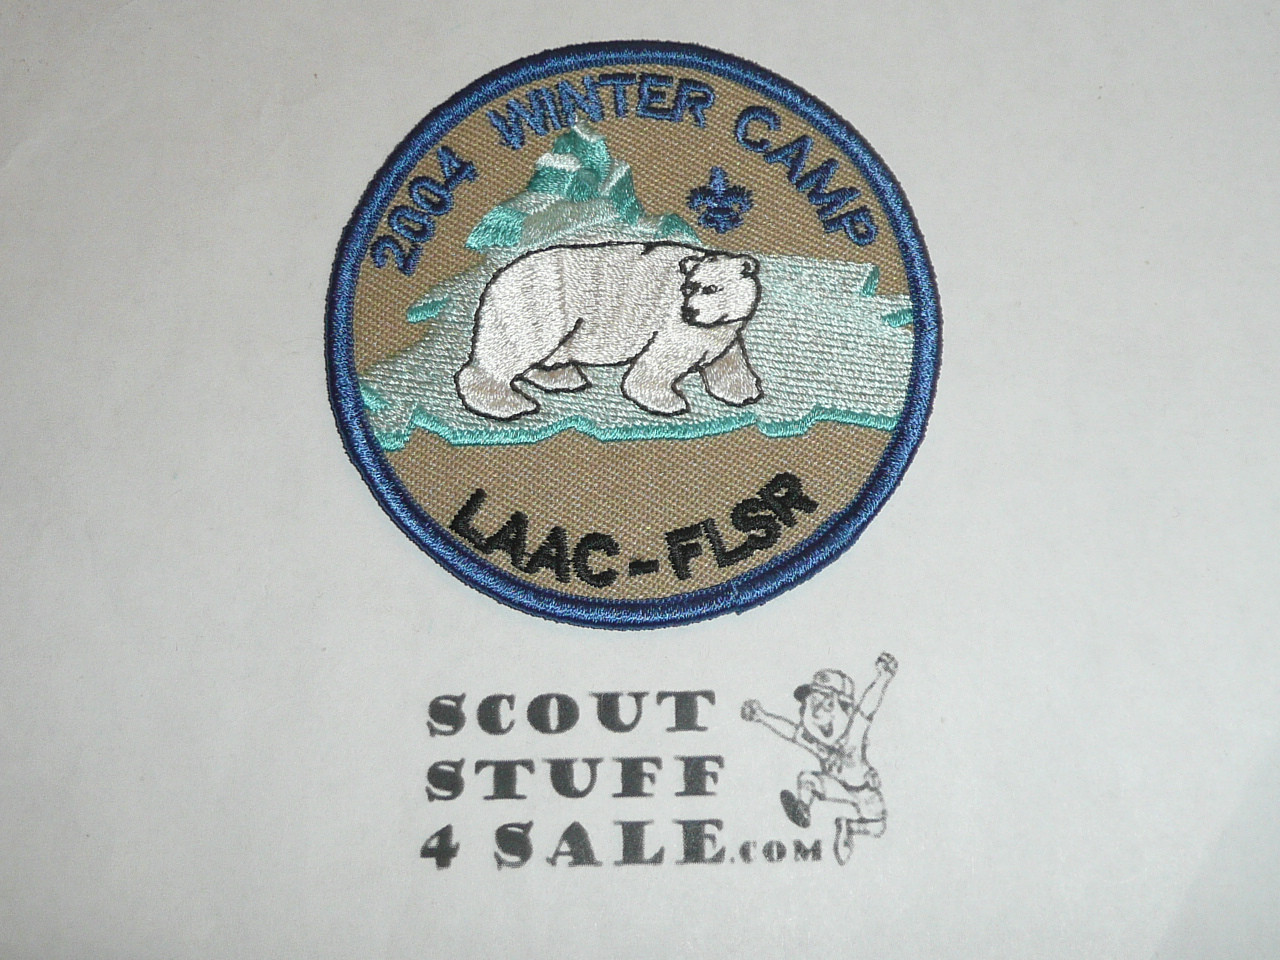 2004 WINTER CAMP
LAAC-FLSR
SCOUT
STUFF
4 SALE.COM